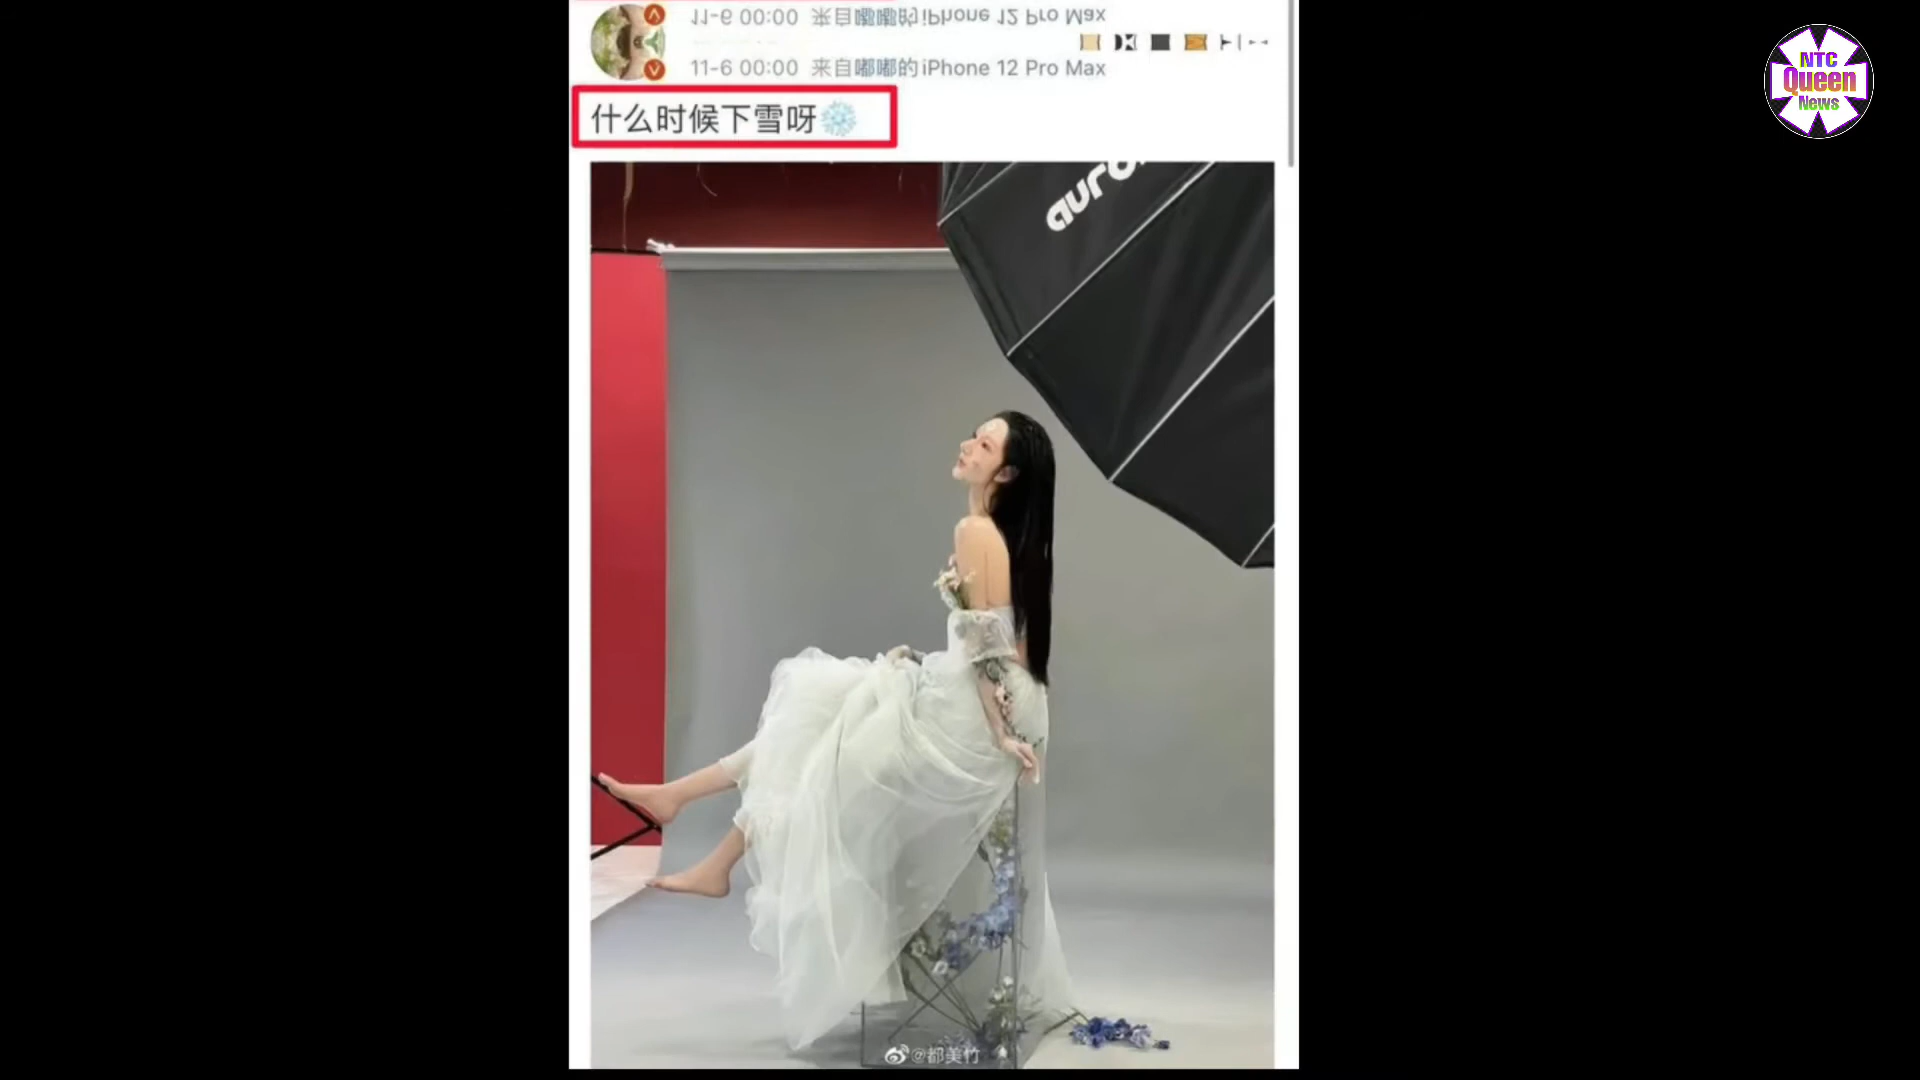 11-6 00:00 来自嘟嘟的iPhone 12 Pro Max
11-6 00:00 来自嘟嘟的iPhone 12 Pro Max
什么时候下雪呀
auro
@都美竹
NTC
Queen
News